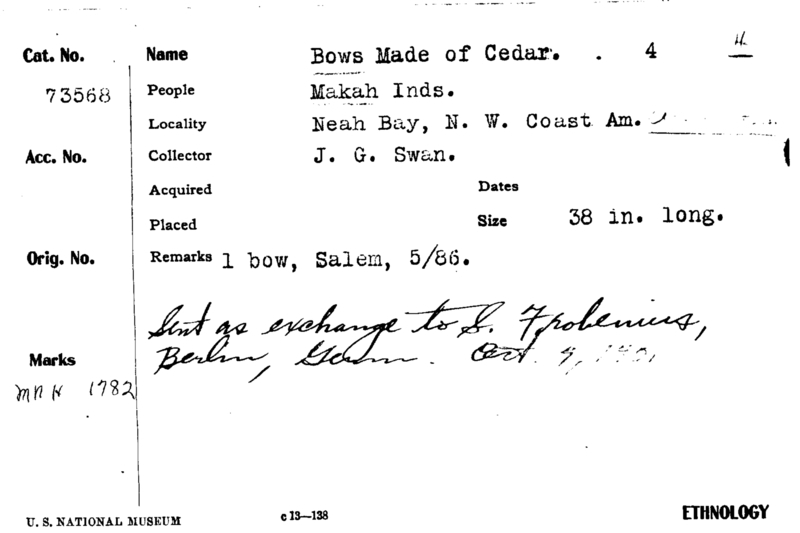 Cat. No. Name Bows Made of Cedar. . 4 H.
73568 People Makah Inds.
Locality Neah Bay, N. W. Coast Am.
Acc. No. Collector J. G. Swan.
Acquired Dates
Placed Size 38 in. long.
Orig. No. Remarks 1 bow, Salem, 5/86.
Sent as exchange to S. Frobenius,
Marks Berlin, Germ. Oct. 9,
MNH 1782
U. S. NATIONAL MUSEUM c 13—138 ETHNOLOGY